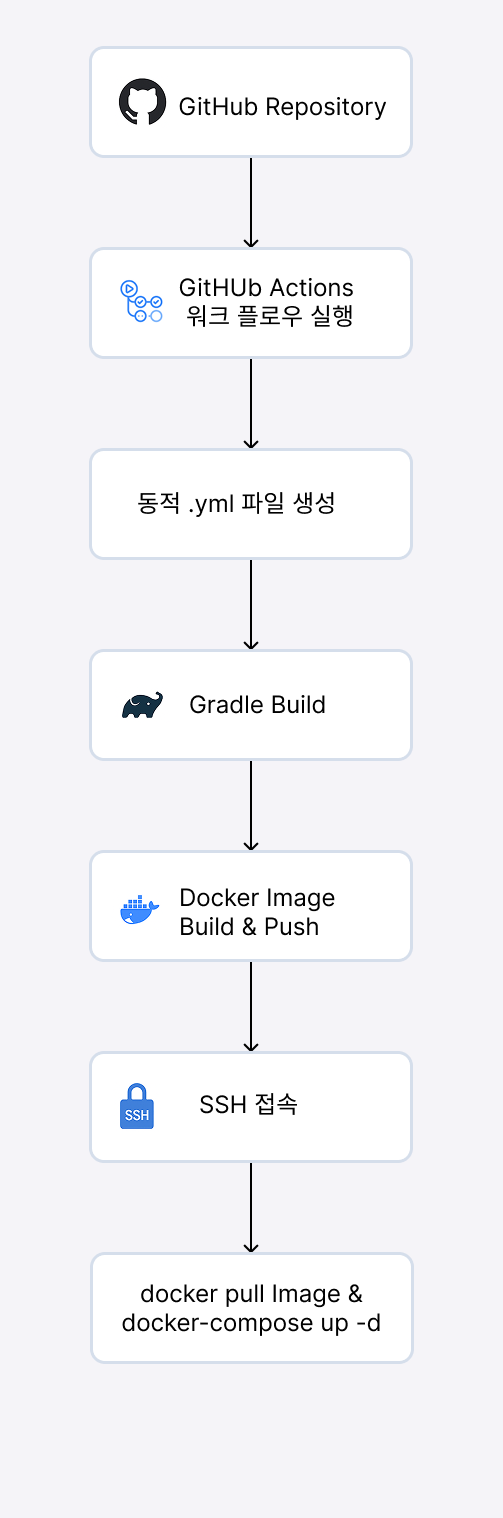 GitHub Repository
GitHUb Actions
워크 플로우 실행
동적 .yml 파일 생성
Gradle Build
Docker Image
Build & Push
SSH
SSH 접속
docker pull Image &
docker-compose up -d